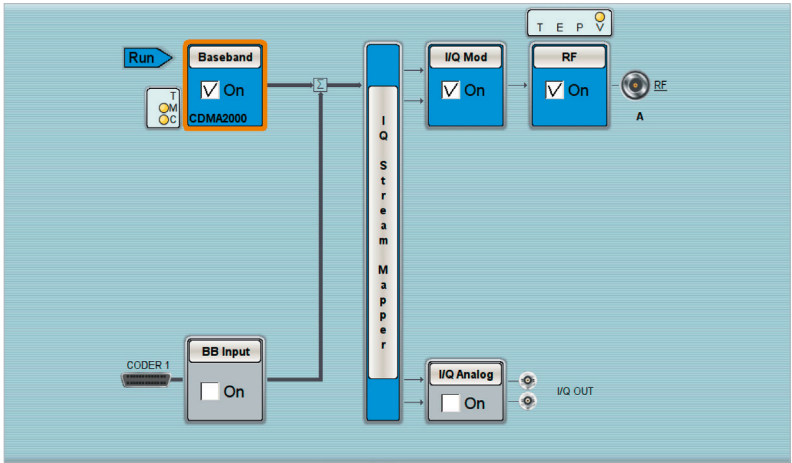 T E P V
Run
Baseband
On
CDMA2000
T
M
C
Σ
I/Q Mod
On
RF
On
RF
A
I
Q
S
t
r
e
a
m
M
a
p
p
e
r
CODER 1
BB Input
On
I/Q Analog
On
I/Q OUT